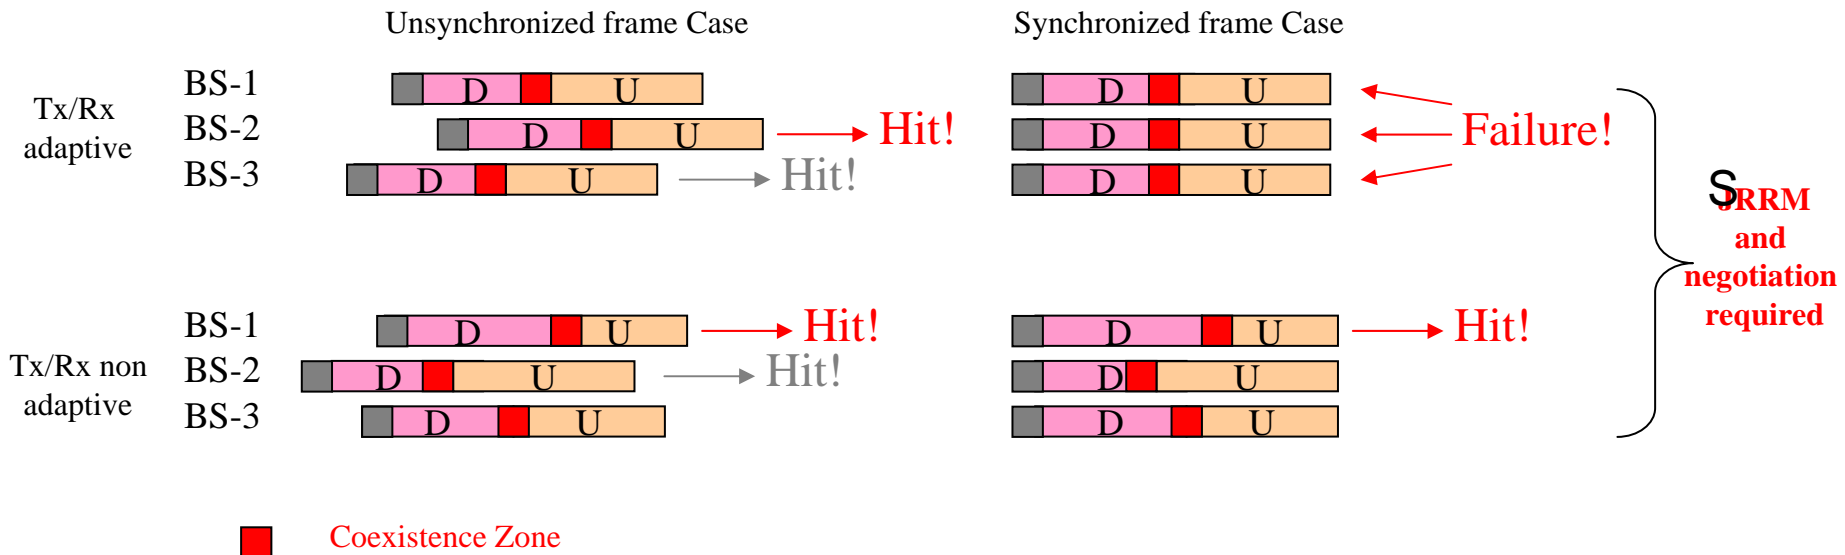 Unsynchronized frame Case
Synchronized frame Case
Tx/Rx
adaptive
BS-1
D U
BS-2
D U
Hit!
BS-3
D U
Hit!
D U
D U
D U
Failure!
S
JRRM
and
negotiation
required
Tx/Rx non
adaptive
BS-1
D U
Hit!
BS-2
D U
Hit!
BS-3
D U
D U
Hit!
D U
D U
Coexistence Zone